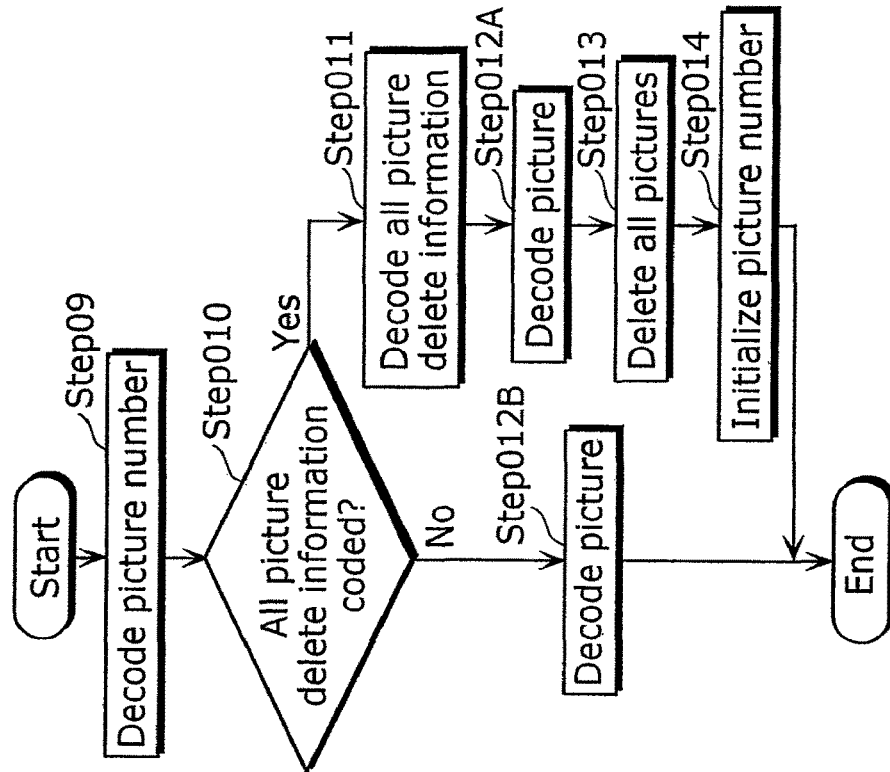 Start
Step09
Decode picture number
Step010
All picture
delete information
coded?
Yes
Step011
Decode all picture
delete information
Step012A
Decode picture
Step013
Delete all pictures
Step014
Initialize picture number
No
Step012B
Decode picture
End